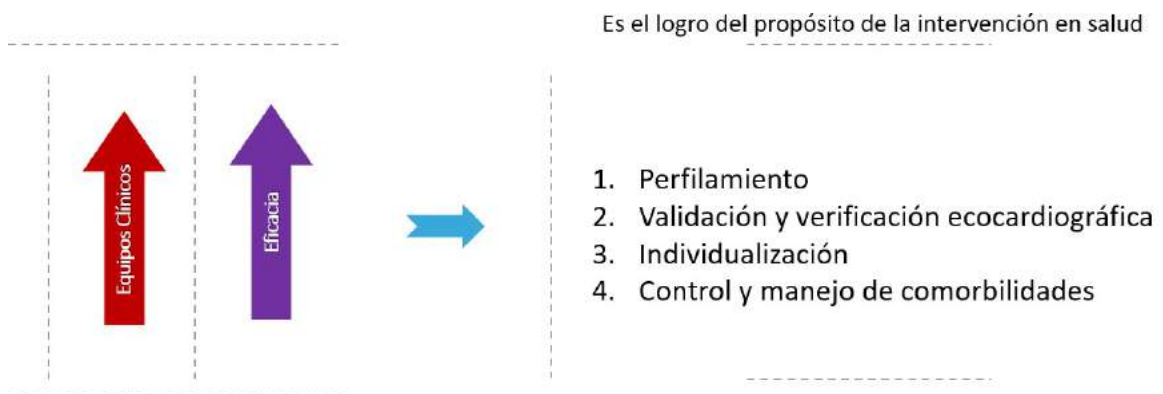 Es el logro del propósito de la intervención en salud
Equipos Clínicos
Eficacia
1. Perfilamiento
2. Validación y verificación ecocardiográfica
3. Individualización
4. Control y manejo de comorbilidades